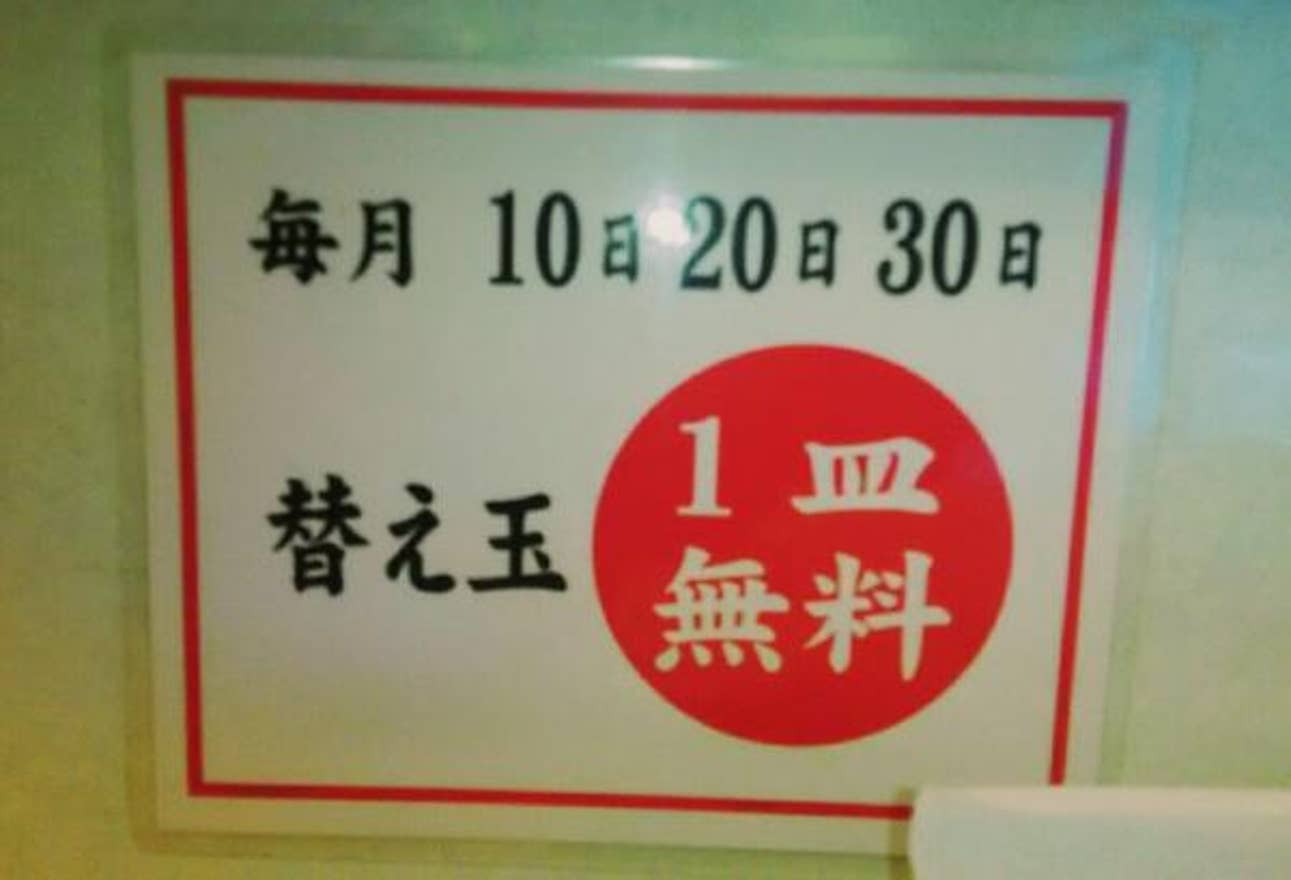 毎月 10日 20日 30日
替え玉
1皿
無料